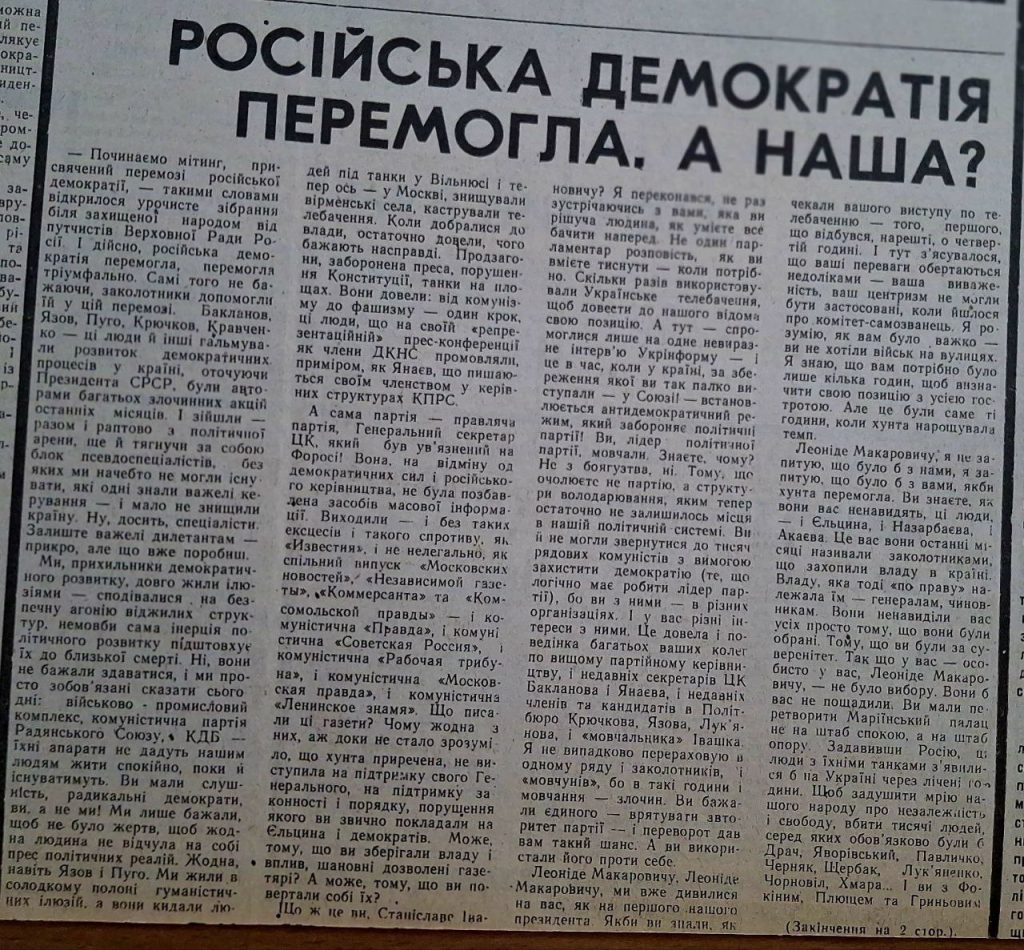 РОСІЙСЬКА ДЕМОКРАТІЯ
ПЕРЕМОГЛА. А НАША?
— Починаємо мітинг, при-
свячений перемозі російської
демократії, — такими словами
відкрилося урочисте зібрання
біля захищеної народом від
путчистів Верховної Ради Ро-
сії. І дійсно, російська демо-
кратія перемогла, перемогла
тріумфально. Самі того не ба-
жаючи, заколотники допомогли
їй у цій перемозі. Бакланов,
Язов, Пуго, Крючков, Кравчен-
ко — ці люди й інші гальмува-
ли розвиток демократичних
процесів у країні, оточуючи
Президента СРСР, були авто-
рами багатьох злочинних акцій
останніх місяців. І зійшли —
разом і раптово з політичної
арени, ще й тягнучи за собою
блок псевдоспеціалістів, без
яких ми начебто не могли існу
вати, які одні знали важелі ке-
рування — і мало не знищили
країну. Ну, досить, спеціалісти.
Залиште важелі дилетантам —
прикро, але що вже поробиш.
Ми, прихильники демократич-
ного розвитку, довго жили ілю-
зіями — сподівалися на без-
печну агонію віджилих струк-
тур, немовби сама інерція по-
літичного розвитку підштовхує
їх до близької смерті. Ні, вони
не бажали здаватися, і ми про-
сто зобов'язані сказати сього
дні: військово-промисловий
комплекс, комуністична партія
Радянського Союзу, КДБ —
їхні апарати не дадуть нашим
людям жити спокійно, поки й
існуватимуть. Ви мали слуш-
ність, радикальні демократи,
ви, а не ми! Ми лише бажали,
щоб не було жертв, щоб жод-
на людина не відчула на собі
прес політичних реалій. Жодна,
навіть Язов і Пуго. Ми жили в
солодкому полоні гуманістич-
них ілюзій, а вони кидали лю-
дей під танки у Вільнюсі і те-
пер ось — у Москві, знищували
вірменські села, кастрували те-
лебачення. Коли добралися до
влади, остаточно довели, чого
бажають насправді. Продзаго-
ни, заборонена преса, порушен-
ня Конституції, танки на пло-
щах. Вони довели: від комуніз-
му до фашизму — один крок,
ці люди, що на своїй «репре-
зентаційній» прес-конференції
як члени ДКНС промовляли,
приміром, як Янаєв, що пишаю-
ться своїм членством у керів-
них структурах КПРС.
А сама партія — правляча
партія, Генеральний секретар
ЦК, який був ув'язнений на
Форосі! Вона, на відміну од
демократичних сил і російсько-
го керівництва, не була позбав-
лена засобів масової інформа-
ції. Виходили — і без таких
ексцесів і такого спротиву, як
«Известия», і не нелегально, як
спільний випуск «Московских
новостей», «Независимой газе-
ты», «Коммерсанта» та «Ком-
сомольской правды» — і ко-
муністична «Правда», і комуні
стична «Советская Россия», і
комуністична «Рабочая трибу-
на», і комуністична «Москов-
ская правда», і комуністична
«Ленинское знамя». Що писа-
ли ці газети? Чому жодна з
них, аж доки не стало зрозумі-
ло, що хунта приречена, не ви-
ступила на підтримку свого Ге-
нерального, на підтримку за
конності і порядку, порущення
якого ви звично покладали на
Єльцина і демократів. Може,
тому, що ви зберігали владу і
вплив, шановні дозволені газе-
тярі? А може, тому, що ви по-
вертали собі їх?
Що ж це ви, Станіславе Іва-
новичу? Я переконався, не раз
зустрічаючись з вами, яка ви
рішуча людина, як умієте все
бачити наперед. Не один пар-
ламентар розповість, як ви
вмієте тиснути — коли потріб-
но. Скільки разів використову-
вали Українське телебачення,
щоб довести до нашого відома
свою позицію. А тут — спро-
моглися лише на одне невираз-
не інтерв'ю Укрінформу — і
це в час, коли у країні, за збе-
реження якої ви так палко ви-
ступали — у Союзі! — встанов-
люється антидемократичний ре-
жим, який забороняє політичні
партії! Ви, лідер політичної
партії, мовчали. Знаєте, чому?
Не з боягузтва, ні. Тому, що
очолюєте не партію, а структу-
ри володарювання, яким тепер
остаточно не залишилось місця
в нашій політичній системі. Ви
й не могли звернутися до тисяч
рядових комуністів з вимогою
захистити демократію (те, що
логічно має робити лідер пар-
тії), бо ви з ними — в різних
організаціях. І у вас різні ін-
тереси з ними. Це довела і по-
ведінка багатьох ваших колег
по вищому партійному керівни-
цтву, і недавніх секретарів ЦК
Бакланова і Янаєва, і недавніх
членів та кандидатів в Політ-
бюро Крючкова, Язова, Лук'я-
нова, і «мовчальника» Івашка.
Я не випадково перераховую в
одному ряду і заколотників, і
«мовчунів», бо в такі години і
мовчання — злочин. Ви бажа-
ли єдиного — врятувати авто-
ритет партії — і переворот дав
вам такий шанс. А ви викори-
стали його проти себе.
Леоніде Макаровичу, Леоніде
Макаровичу, ми вже дивилися
на вас, як на першого нашого
президента. Якби ви знали, як
чекали вашого виступу по те-
лебаченню — того, першого,
що відбувся, нарешті, о четвер-
тій годині. І тут з'ясувалося,
що ваші переваги обертаються
недоліками — ваша виваже-
ність, ваш центризм не могли
бути застосовані, коли йшлося
про комітет-самозванець. Я ро-
зумію, як вам було важко —
ви не хотіли військ на вулицях.
Я знаю, що вам потрібно було
лише кілька годин, щоб визна-
чити свою позицію з усією гос-
тротою. Але це були саме ті
години, коли хунта нарощувала
темп.
Леоніде Макаровичу, я не за-
питую, що було б з нами, я за-
питую, що було б з вами, якби
хунта перемогла. Ви знаєте, як
вони вас ненавидять, ці люди,
— і Єльцина, і Назарбаєва, і
Акаєва. Це вас вони останні мі-
сяці називали заколотниками,
що захопили владу в країні.
Владу, яка тоді «по праву» на-
лежала їм — генералам, чинов-
никам. Вони ненавиділи вас
усіх просто тому, що вони були
обрані. Тому, що ви були за су-
веренітет. Так що у вас — осо-
бисто у вас, Леоніде Макаро-
вичу, — не було вибору. Вони б
вас не пощадили. Ви мали пе-
ретворити Маріїнський палац
не на штаб спокою, а на штаб
опору. Задавивши Росію, ці
люди з їхніми танками з'явили-
ся б на Україні через лічені го-
дини. Щоб задушити мрію на-
шого народу про незалежність
і свободу, вбити тисячі людей,
серед яких обов'язково були б
Драч, Яворівський, Павличко,
Черняк, Щербак, Лук'яненко,
Чорновіл, Хмара... І ви з Фо-
кіним, Плющем та Гриньовим
(Закінчення на 2 стор.).